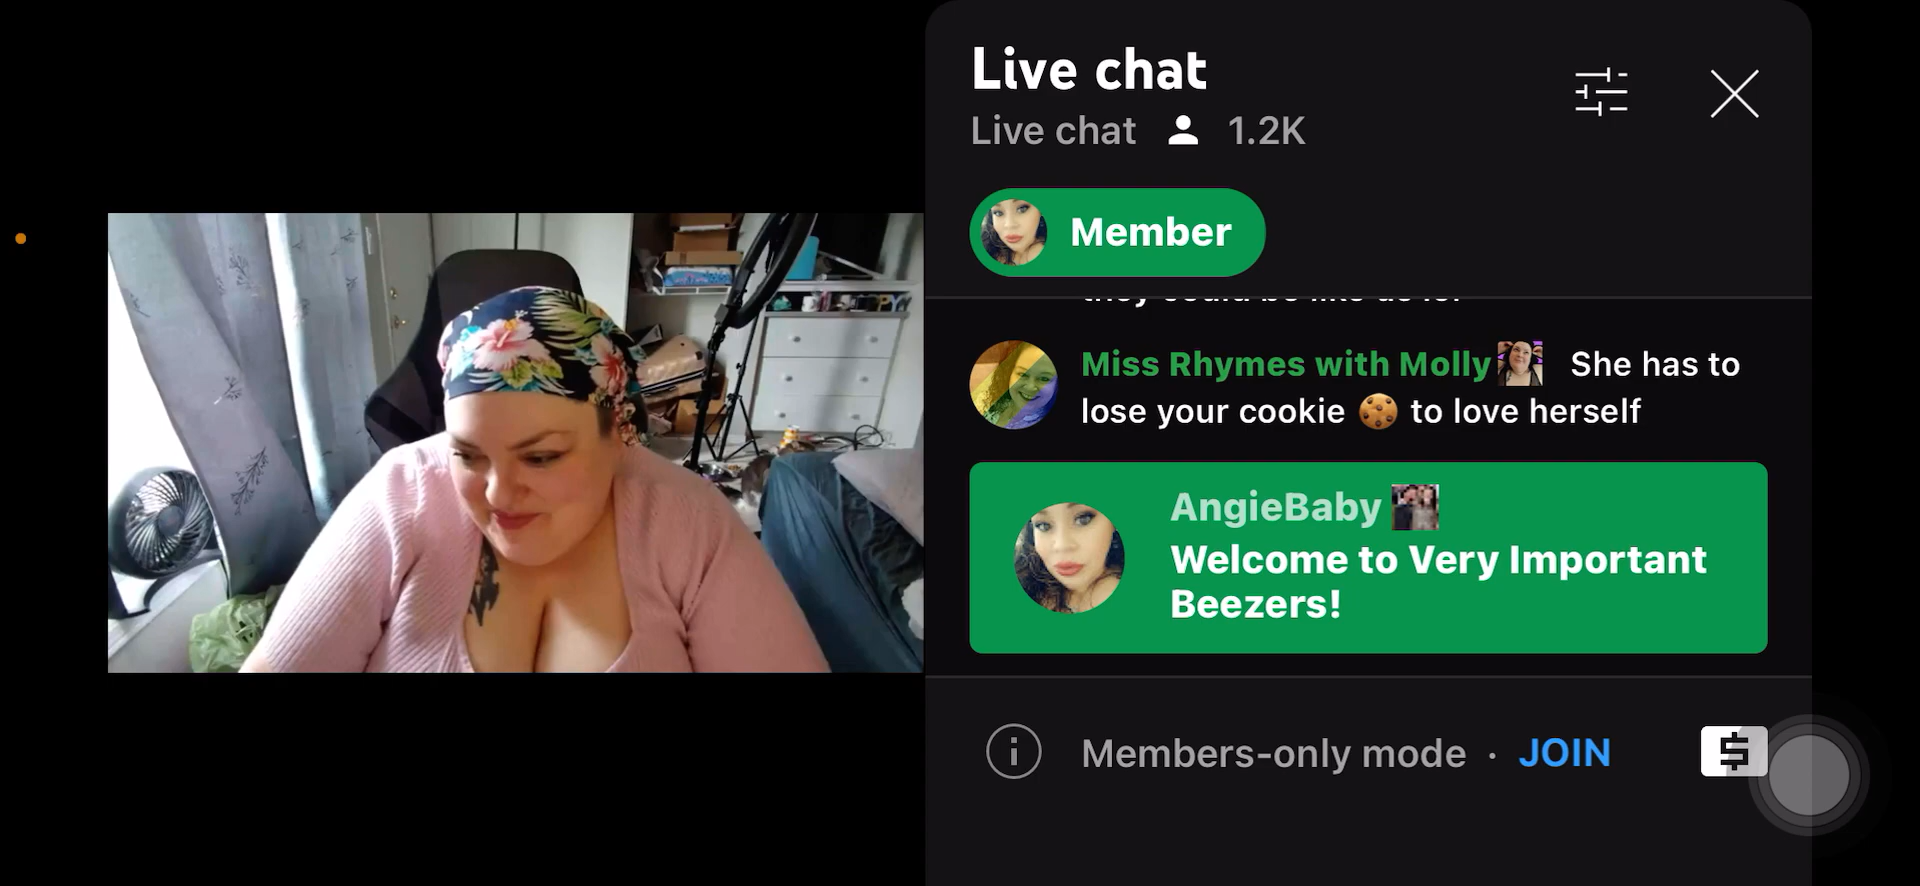 Live chat
Live chat 1.2K
Member
Miss Rhymes with Molly She has to
lose your cookie 🍪 to love herself
AngieBaby
Welcome to Very Important
Beezers!
Members-only mode · JOIN
$